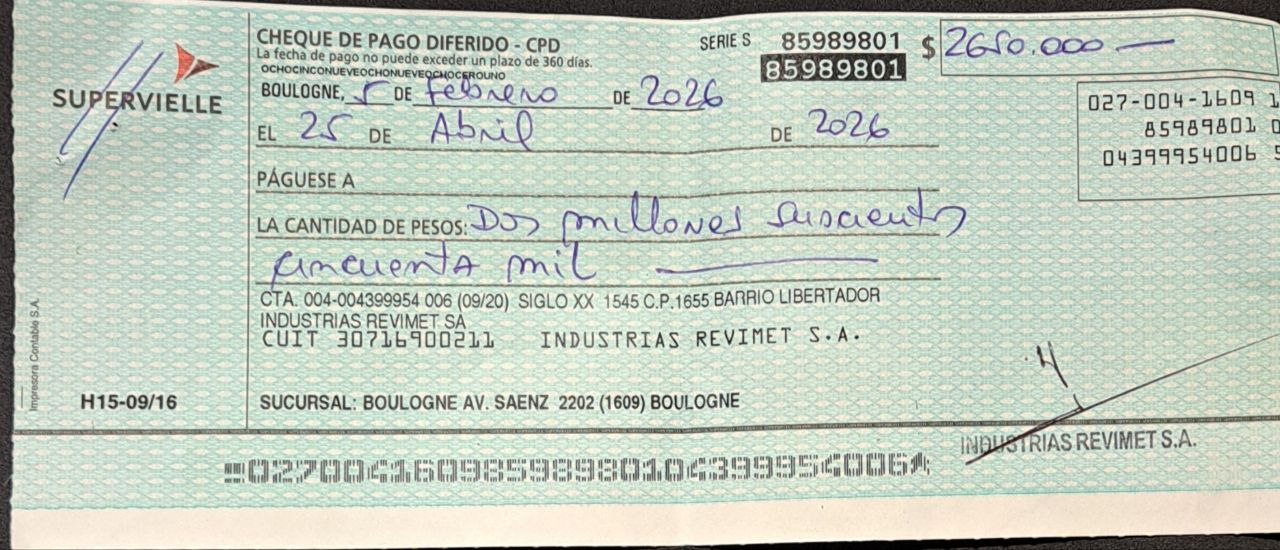 CHEQUE DE PAGO DIFERIDO - CPD
La fecha de pago no puede exceder un plazo de 360 días.
OCHOCINCONUEVEOCHONUEVEOCHOCEROUNO
SERIE S 85989801
85989801
$ 2650.000 —
SUPERVIELLE
BOULOGNE, 5 DE febrero DE 2026
EL 25 DE Abril DE 2026
027-004-1609 1
85989801 0
04399954006 5
PÁGUESE A
LA CANTIDAD DE PESOS: Dos millones
cincuenta mil —
CTA. 004-004399954 006 (09/20) SIGLO XX 1545 C.P.1655 BARRIO LIBERTADOR
INDUSTRIAS REVIMET SA
CUIT 30716900211 INDUSTRIAS REVIMET S.A.
Impresora Contable S.A.
H15-09/16
SUCURSAL: BOULOGNE AV. SAENZ 2202 (1609) BOULOGNE
INDUSTRIAS REVIMET S.A.
02700416098598980104399954006